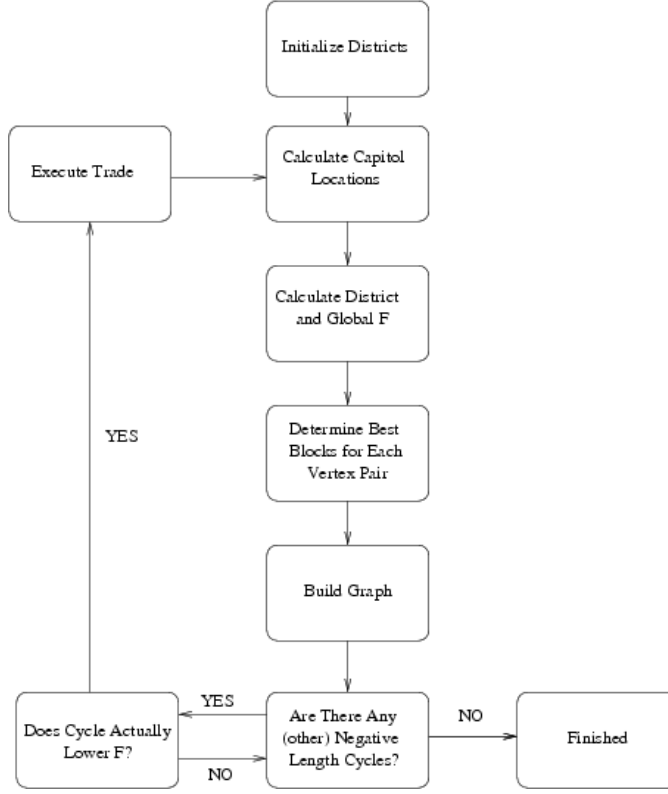 Initialize Districts
Execute Trade
Calculate Capitol
Locations
Calculate District
and Global F
YES
Determine Best
Blocks for Each
Vertex Pair
Build Graph
YES
Does Cycle Actually
Lower F?
NO
Are There Any
(other) Negative
Length Cycles?
NO
Finished